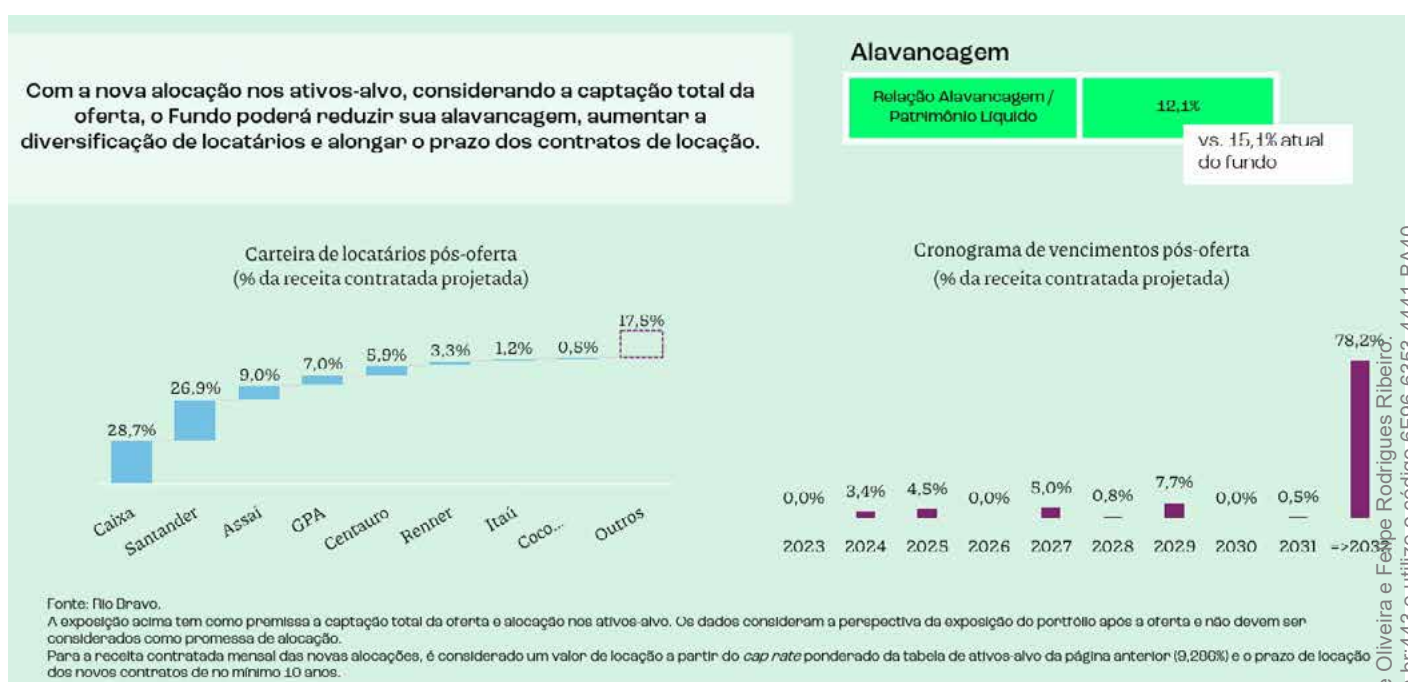 Com a nova alocação nos ativos-alvo, considerando a captação total da
oferta, o Fundo poderá reduzir sua alavancagem, aumentar a
diversificação de locatários e alongar o prazo dos contratos de locação.
Alavancagem
Relação Alavancagem /
Patrimônio Líquido
12,1%
vs. 15,1% atual
do fundo
Carteira de locatários pós-oferta
(% da receita contratada projetada)
28,7%
26,9%
9,0%
7,0%
5,9%
3,3%
1,2%
0,5%
17,5%
Caixa
Santander
Assaí
GPA
Centauro
Renner
Itaú
Coco...
Outros
Cronograma de vencimentos pós-oferta
(% da receita contratada projetada)
0,0%
3,4%
4,5%
0,0%
5,0%
0,8%
7,7%
0,0%
0,5%
78,2%
2023 2024 2025 2026 2027 2028 2029 2030 2031 =>2032
Fonte: Rio Bravo.
A exposição acima tem como premissa a captação total da oferta e alocação nos ativos-alvo. Os dados consideram a perspectiva da exposição do portfólio após a oferta e não devem ser
considerados como promessa de alocação.
Para a receita contratada mensal das novas alocações, é considerado um valor de locação a partir do cap rate ponderado da tabela de ativos-alvo da página anterior (9,286%) e o prazo de locação
dos novos contratos de no mínimo 10 anos.
e Oliveira e Felipe Rodrigues Ribeiro.